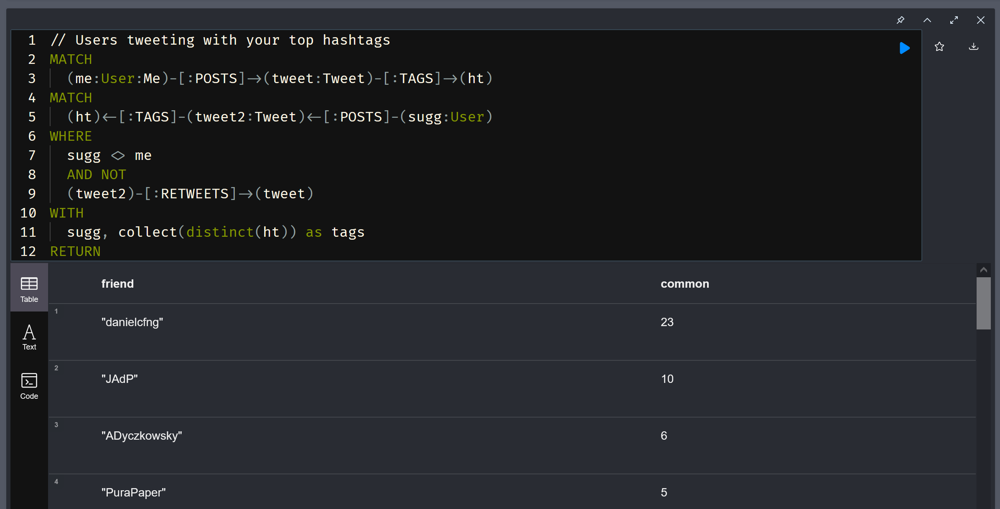 1 // Users tweeting with your top hashtags
2 MATCH
3 (me:User:Me)-[:POSTS]->(tweet:Tweet)-[:TAGS]->(ht)
4 MATCH
5 (ht)<-[:TAGS]-(tweet2:Tweet)<-[:POSTS]-(sugg:User)
6 WHERE
7 sugg <> me
8 AND NOT
9 (tweet2)-[:RETWEETS]->(tweet)
10 WITH
11 sugg, collect(distinct(ht)) as tags
12 RETURN
Table
Text
Code
friend common
1 "danielcfng" 23
2 "JAdP" 10
3 "ADyczkowsky" 6
4 "PuraPaper" 5